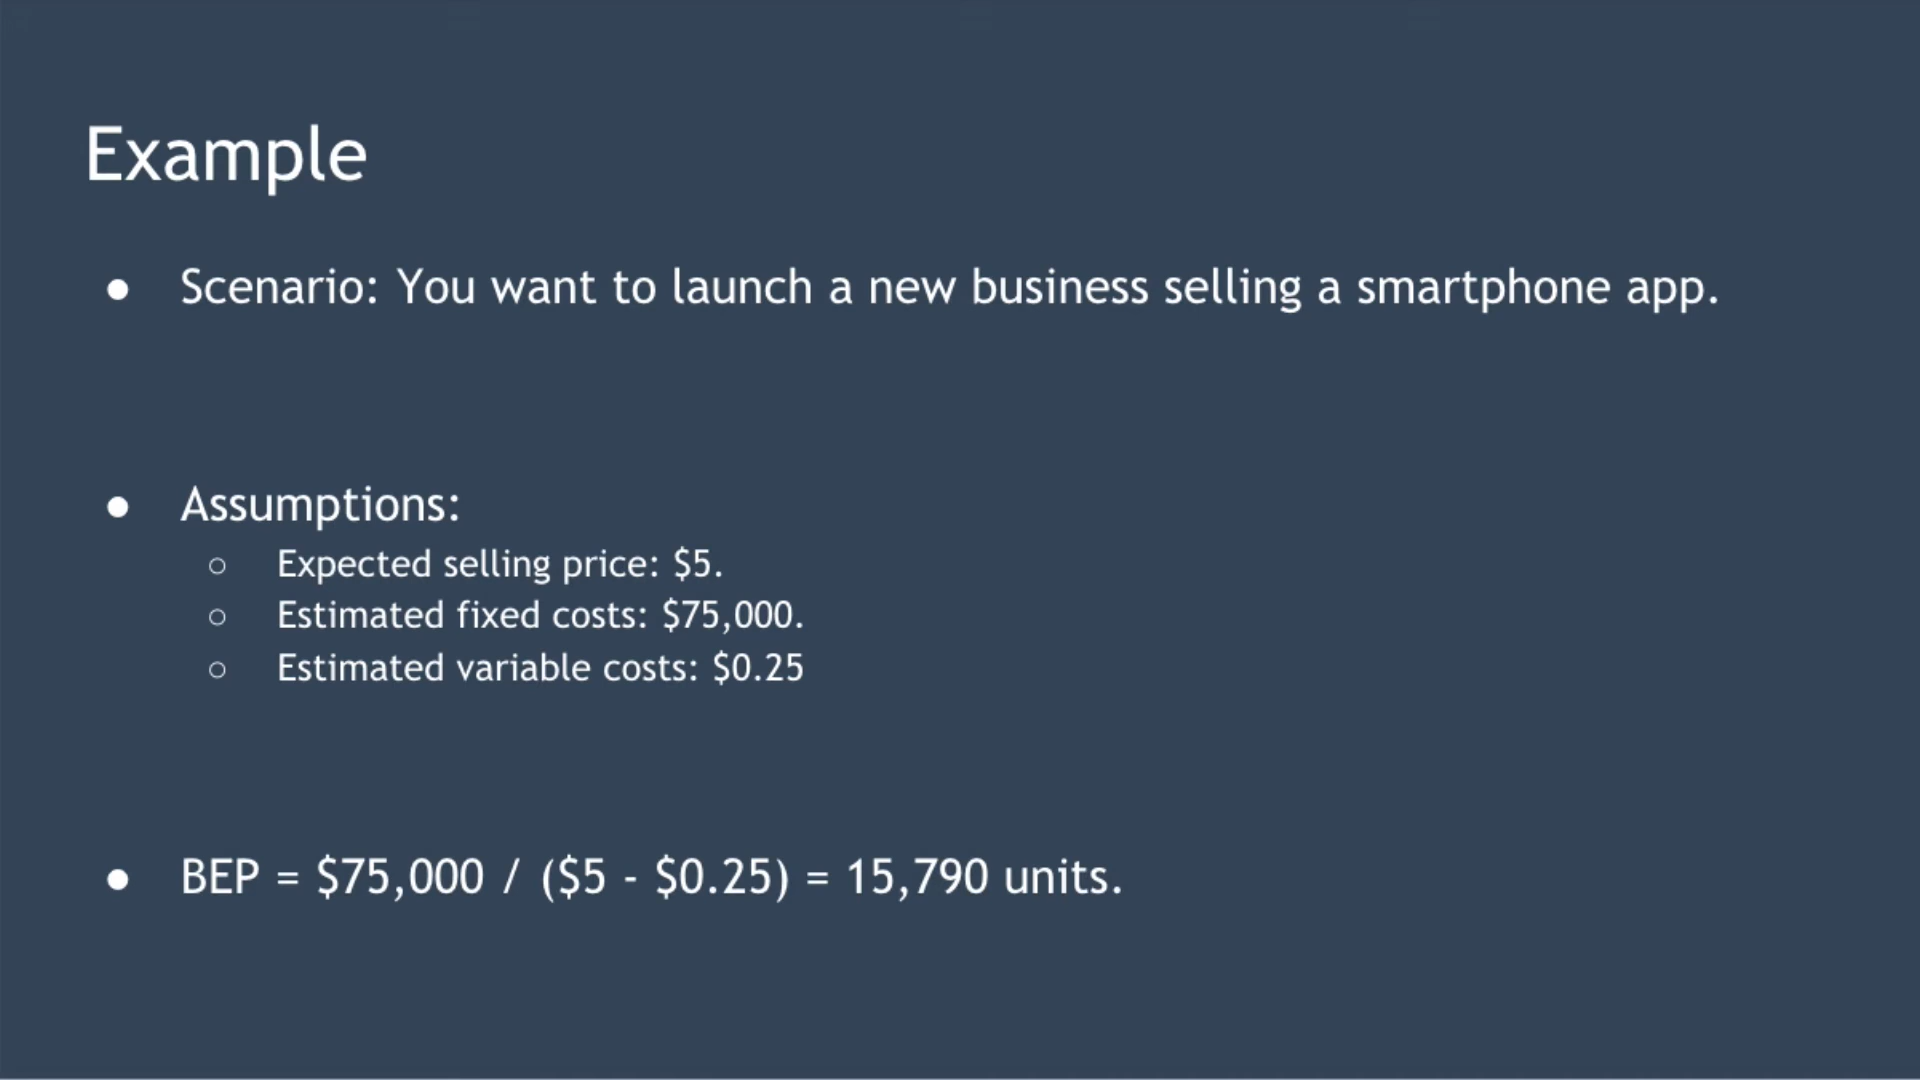 Example
● Scenario: You want to launch a new business selling a smartphone app.
● Assumptions:
○ Expected selling price: $5.
○ Estimated fixed costs: $75,000.
○ Estimated variable costs: $0.25
● BEP = $75,000 / ($5 - $0.25) = 15,790 units.